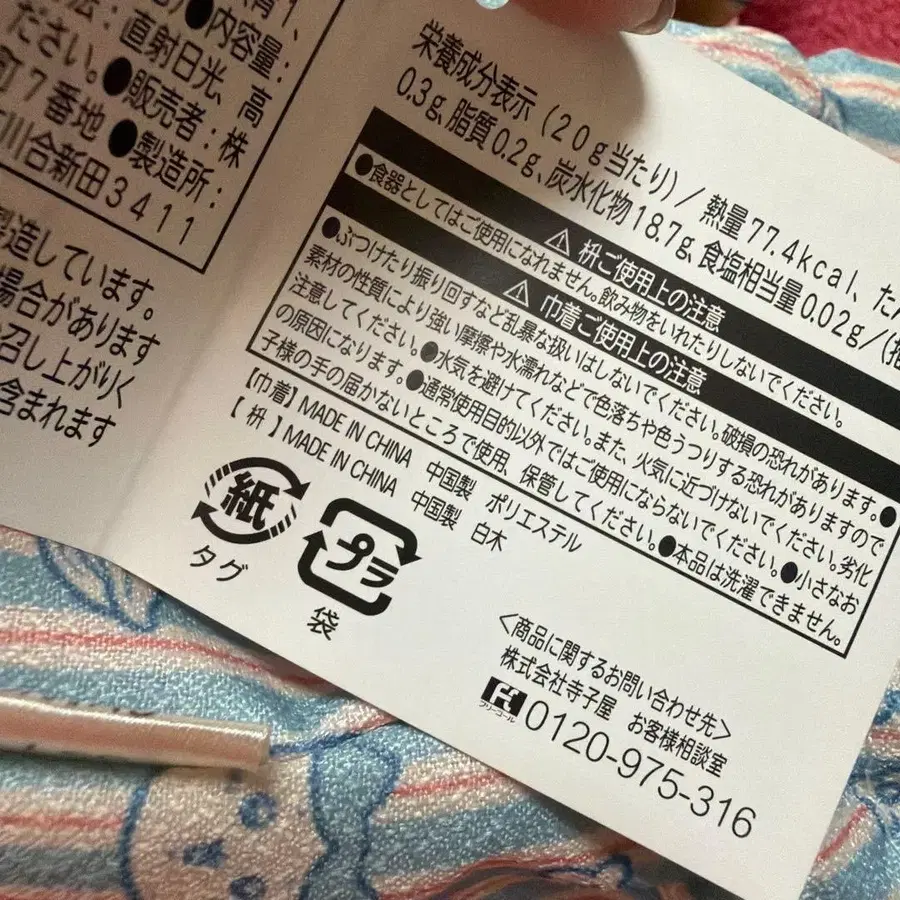 ●内容量：
法：直射日光、高
ださい。●販売者：株
町7番地 ●製造所：
川合新田3411
製造しています。
場合があります
召し上がりく
含まれます
栄養成分表示（20g当たり）/ 熱量77.4kcal、た
0.3g、脂質0.2g、炭水化物18.7g、食塩相当量0.02g/(推
⚠ 枡ご使用上の注意
●食器としてはご使用になれません。飲み物をいれたりしないでください。
⚠ 巾着ご使用上の注意
●ぶつけたり振り回すなど乱暴な扱いはしないでください。破損の恐れがあります。●
素材の性質により強い摩擦や水濡れなどで色落ちや色うつりする恐れがありますので
注意してください。●水気を避けてください。また、火気に近づけないでください。劣化
の原因になります。●通常使用目的以外ではご使用にならないでください。●小さなお
子様の手の届かないところで使用、保管してください。●本品は洗濯できません。
【巾着】MADE IN CHINA 中国製 ポリエステル
【枡】MADE IN CHINA 中国製 白木
紙
タグ
プラ
袋
<商品に関するお問い合わせ先>
株式会社寺子屋 お客様相談室
フリーコール 0120-975-316